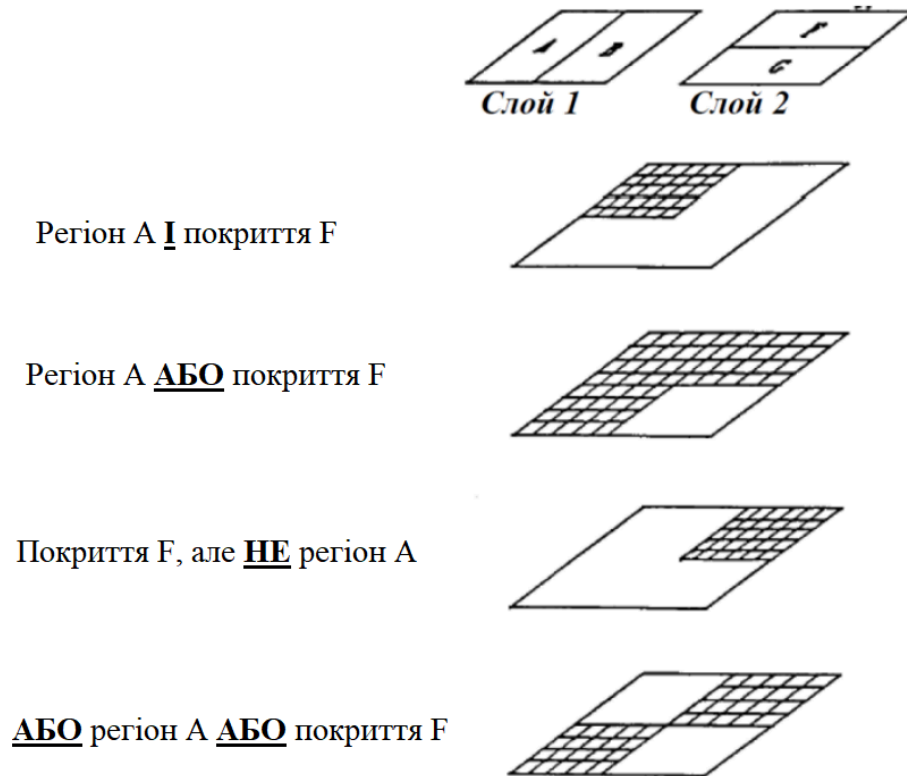 A B F G
Слой 1 Слой 2
Регіон А І покриття F
Регіон А АБО покриття F
Покриття F, але НЕ регіон А
АБО регіон А АБО покриття F